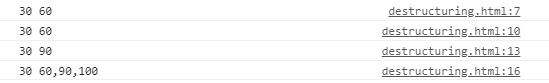 30 60 destructuring.html:7
30 60 destructuring.html:10
30 90 destructuring.html:13
30 60,90,100 destructuring.html:16